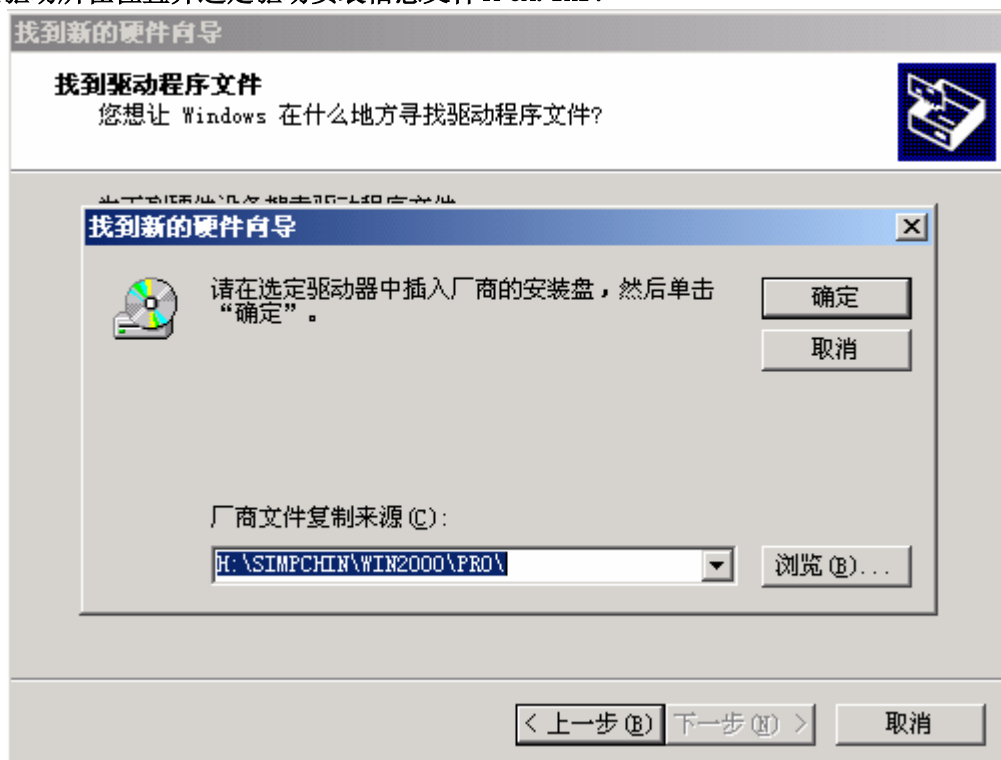 找到新的硬件向导
找到驱动程序文件
您想让 Windows 在什么地方寻找驱动程序文件?
找到新的硬件向导
请在选定驱动器中插入厂商的安装盘，然后单击
“确定”。
确定
取消
厂商文件复制来源(C):
H:\SIMPCHIN\WIN2000\PRO\
浏览(B)...
< 上一步(B)
下一步(N) >
取消